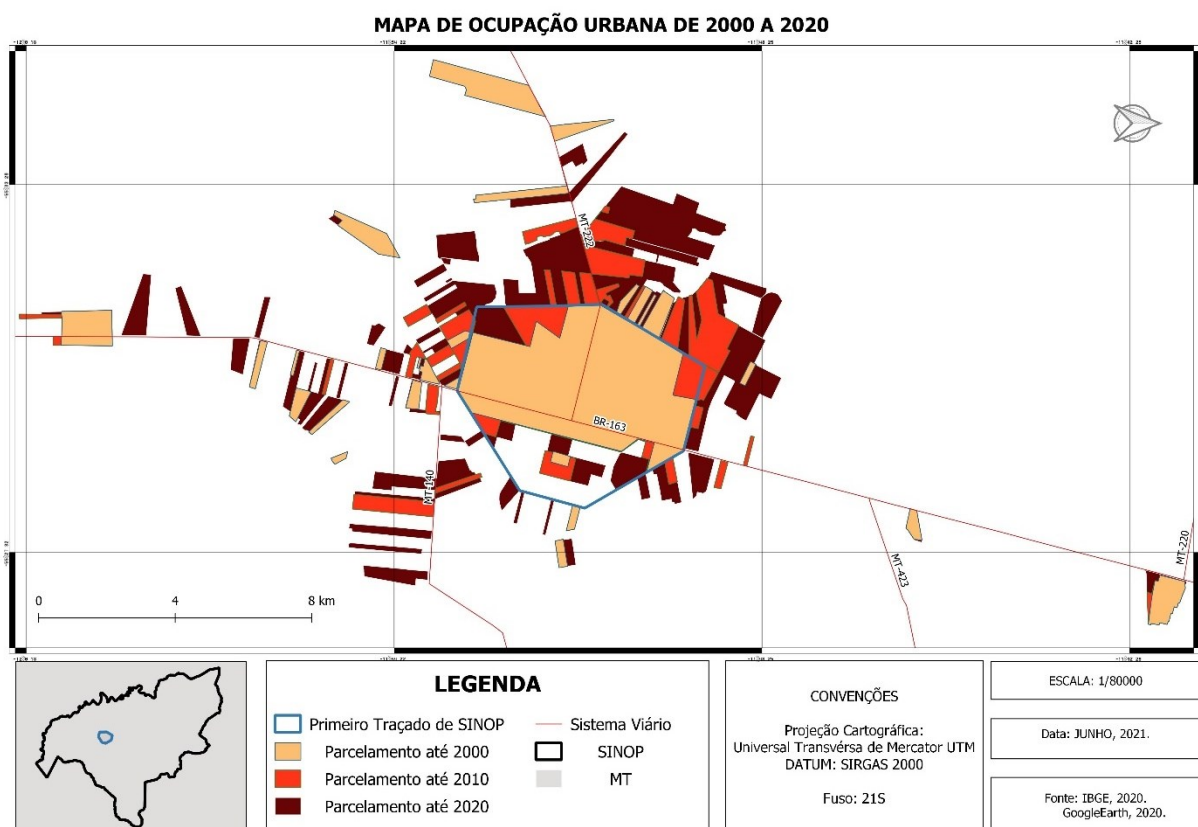 MAPA DE OCUPAÇÃO URBANA DE 2000 A 2020
MT-222
BR-163
MT-140
MT-423
MT-220
0 4 8 km
LEGENDA
Primeiro Traçado de SINOP
Parcelamento até 2000
Parcelamento até 2010
Parcelamento até 2020
Sistema Viário
SINOP
MT
CONVENÇÕES
Projeção Cartográfica:
Universal Transvérsa de Mercator UTM
DATUM: SIRGAS 2000
Fuso: 21S
ESCALA: 1/80000
Data: JUNHO, 2021.
Fonte: IBGE, 2020.
GoogleEarth, 2020.